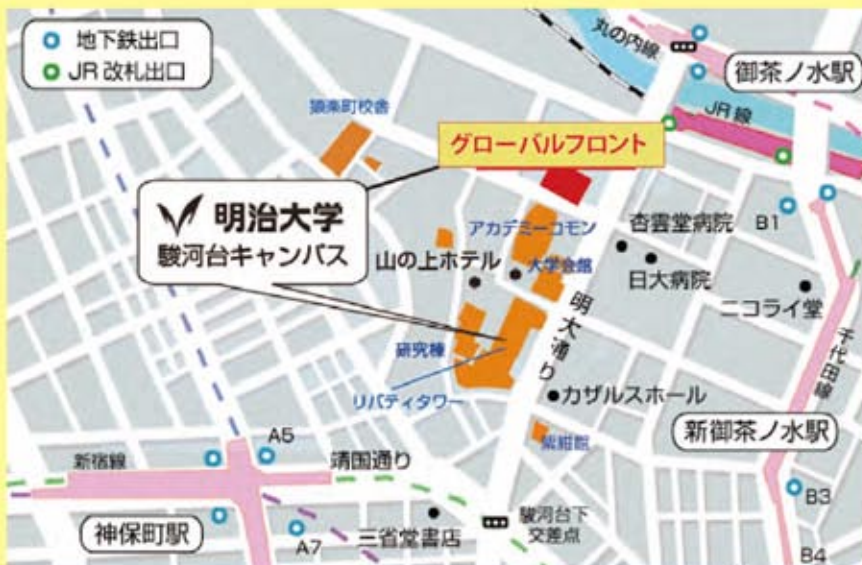 地下鉄出口
JR改札出口
丸の内線
御茶ノ水駅
猿楽町校舎
グローバルフロント
JR線
明治大学
駿河台キャンパス
アカデミーコモン
杏雲堂病院
B1
山の上ホテル
大学会館
日大病院
ニコライ堂
明大通り
千代田線
研究棟
リバティタワー
カザルスホール
紫紺館
新御茶ノ水駅
A5
新宿線
靖国通り
B3
神保町駅
A7
三省堂書店
駿河台下
交差点
B4